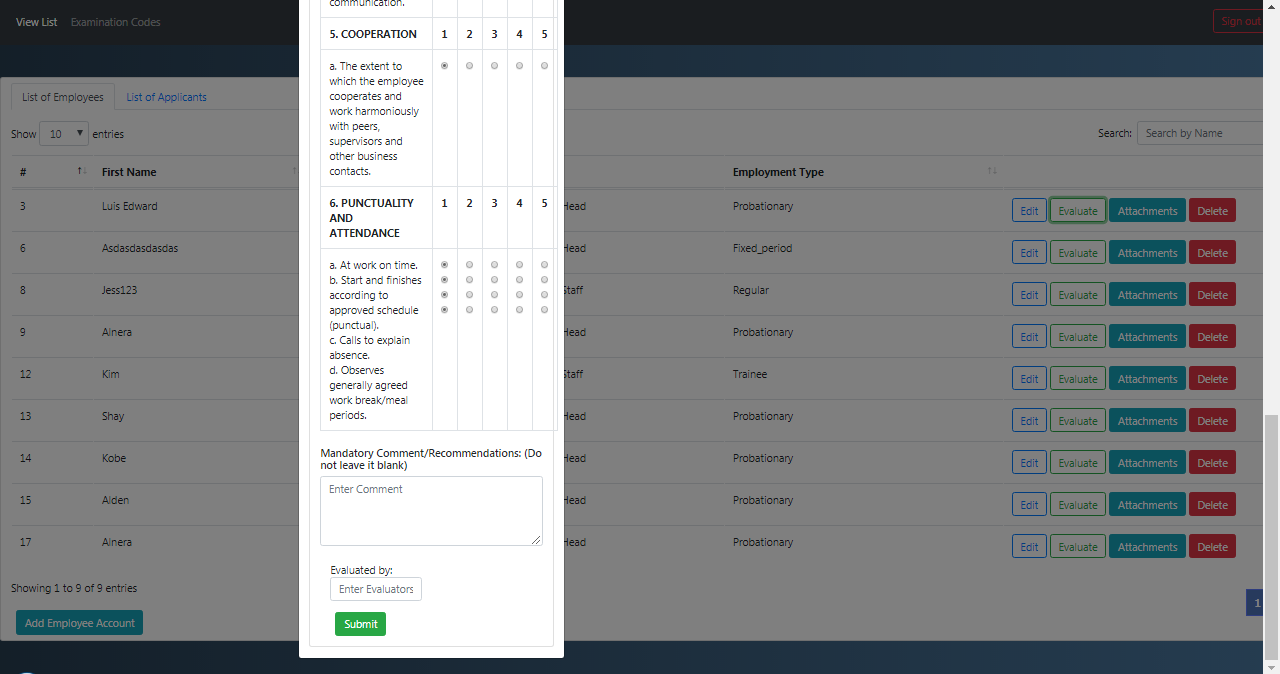 View List Examination Codes Sign out
List of Employees List of Applicants
Show 10 entries Search: Search by Name
# First Name Employment Type
3 Luis Edward Head Probationary Edit Evaluate Attachments Delete
6 Asdasdasdasdas Head Fixed_period Edit Evaluate Attachments Delete
8 Jess123 Staff Regular Edit Evaluate Attachments Delete
9 Alnera Head Probationary Edit Evaluate Attachments Delete
12 Kim Staff Trainee Edit Evaluate Attachments Delete
13 Shay Head Probationary Edit Evaluate Attachments Delete
14 Kobe Head Probationary Edit Evaluate Attachments Delete
15 Alden Head Probationary Edit Evaluate Attachments Delete
17 Alnera Head Probationary Edit Evaluate Attachments Delete
Showing 1 to 9 of 9 entries
1
Add Employee Account
communication.
5. COOPERATION 1 2 3 4 5
a. The extent to
which the employee
cooperates and
work harmoniously
with peers,
supervisors and
other business
contacts.
6. PUNCTUALITY 1 2 3 4 5
AND
ATTENDANCE
a. At work on time.
b. Start and finishes
according to
approved schedule
(punctual).
c. Calls to explain
absence.
d. Observes
generally agreed
work break/meal
periods.
Mandatory Comment/Recommendations: (Do
not leave it blank)
Enter Comment
Evaluated by:
Enter Evaluators
Submit